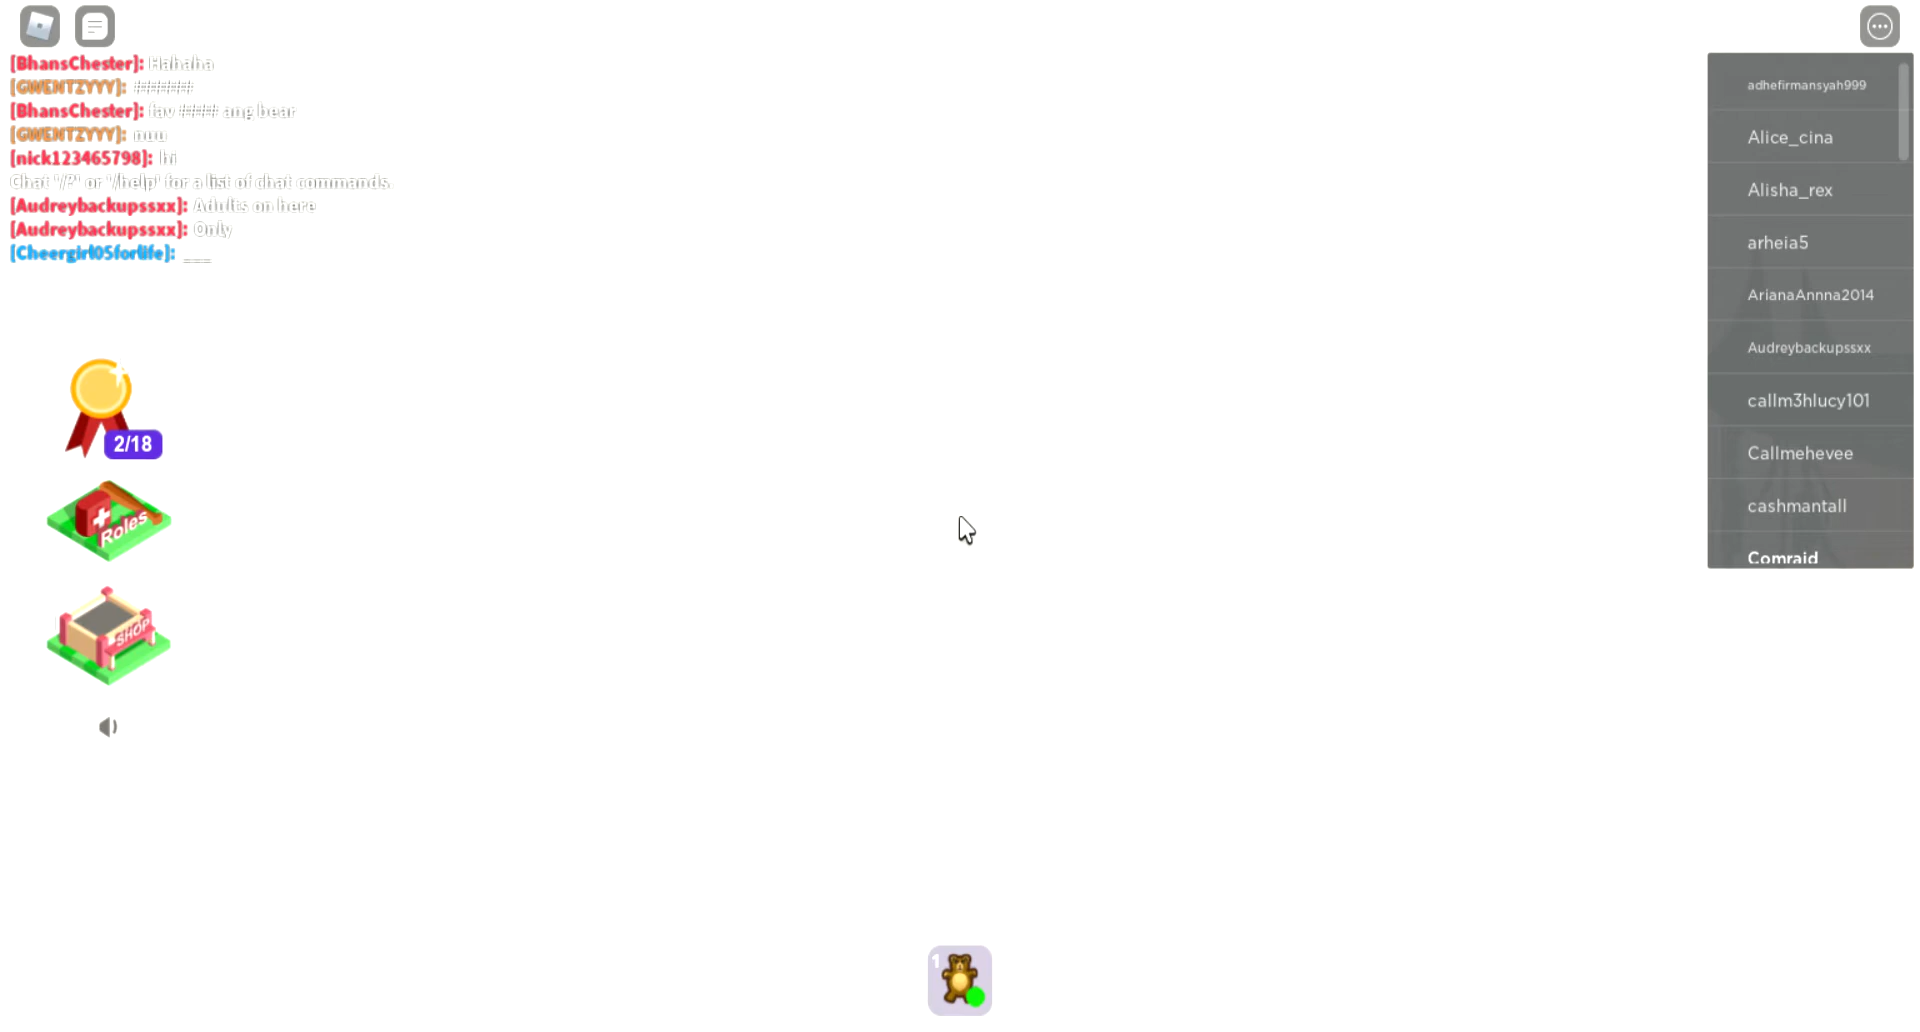 [BhansChester]: Hahaha
[GWENTZYYY]: ######
[BhansChester]: fav #### ang bear
[GWENTZYYY]: nuu
[nick123465798]: hi
Chat '/?' or '/help' for a list of chat commands.
[Audreybackupssxx]: Adults on here
[Audreybackupssxx]: Only
[Cheergirl05forlife]: ___
2/18
Roles
SHOP
1
adhefirmansyah999
Alice_cina
Alisha_rex
arheia5
ArianaAnnna2014
Audreybackupssxx
callm3hlucy101
Callmehevee
cashmantall
Comraid